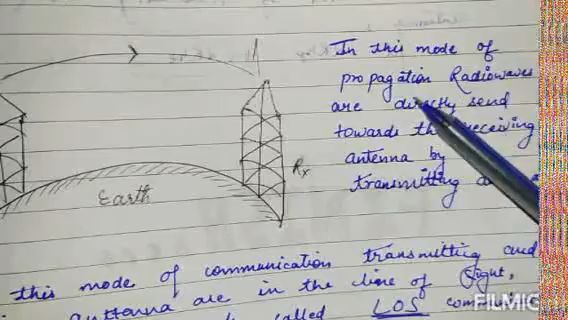 In this mode of
propagation Radiowaves
are directly send
towards the receiving
antenna by
transmitting
Rx
Earth
this mode of communication transmitting and
anttanna are in the line of sight,
called LOS
FILMIG